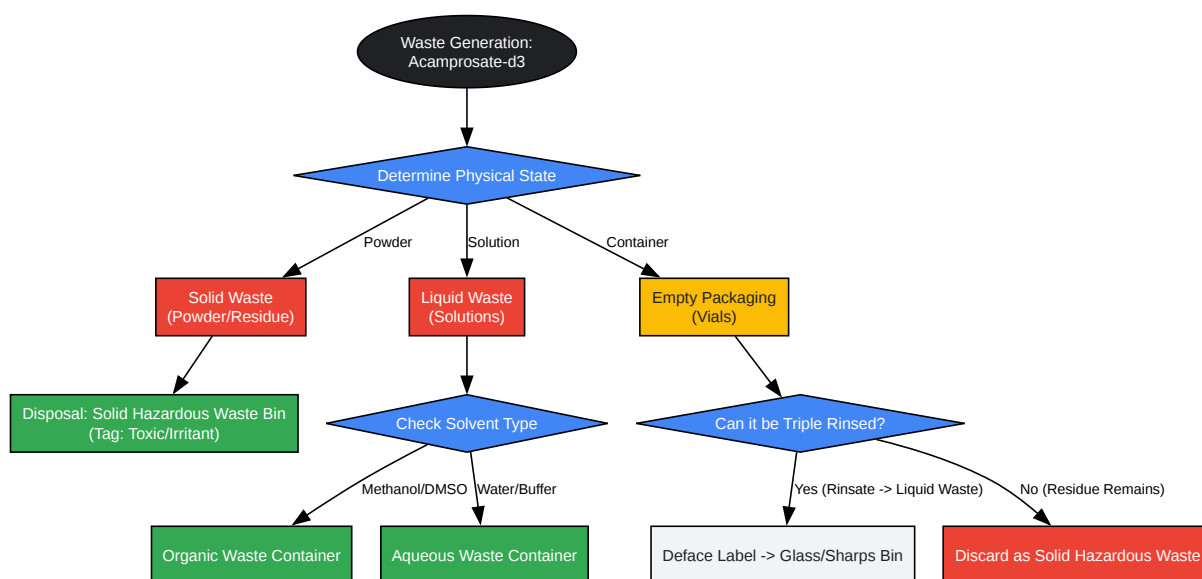 Waste Generation:
Acamprosate-d3
Determine Physical State
Powder
Solution
Container
Solid Waste
(Powder/Residue)
Liquid Waste
(Solutions)
Empty Packaging
(Vials)
Disposal: Solid Hazardous Waste Bin
(Tag: Toxic/Irritant)
Check Solvent Type
Can it be Triple Rinsed?
Methanol/DMSO
Water/Buffer
Yes (Rinsate -> Liquid Waste)
No (Residue Remains)
Organic Waste Container
Aqueous Waste Container
Deface Label -> Glass/Sharps Bin
Discard as Solid Hazardous Waste